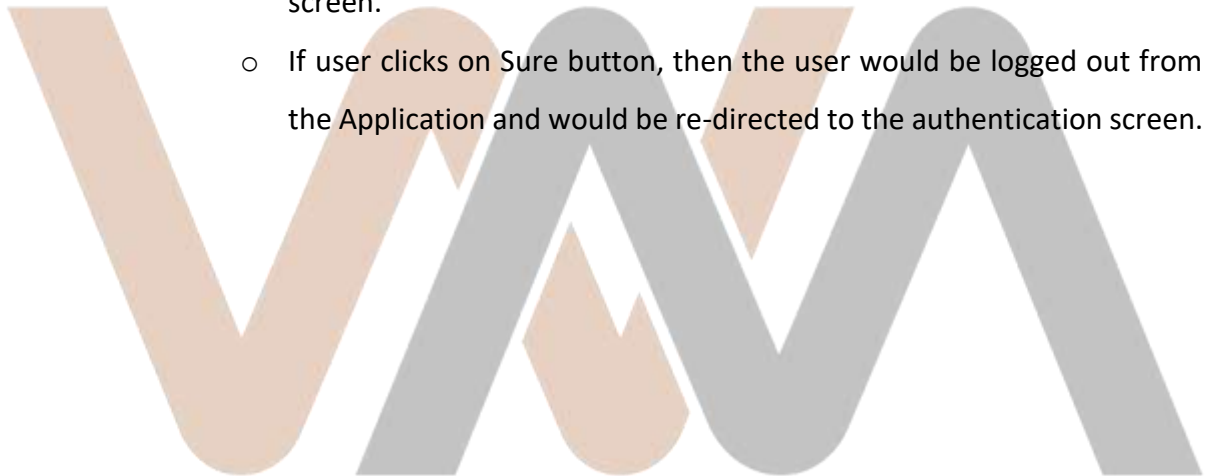 screen.
o If user clicks on Sure button, then the user would be logged out from
the Application and would be re-directed to the authentication screen.